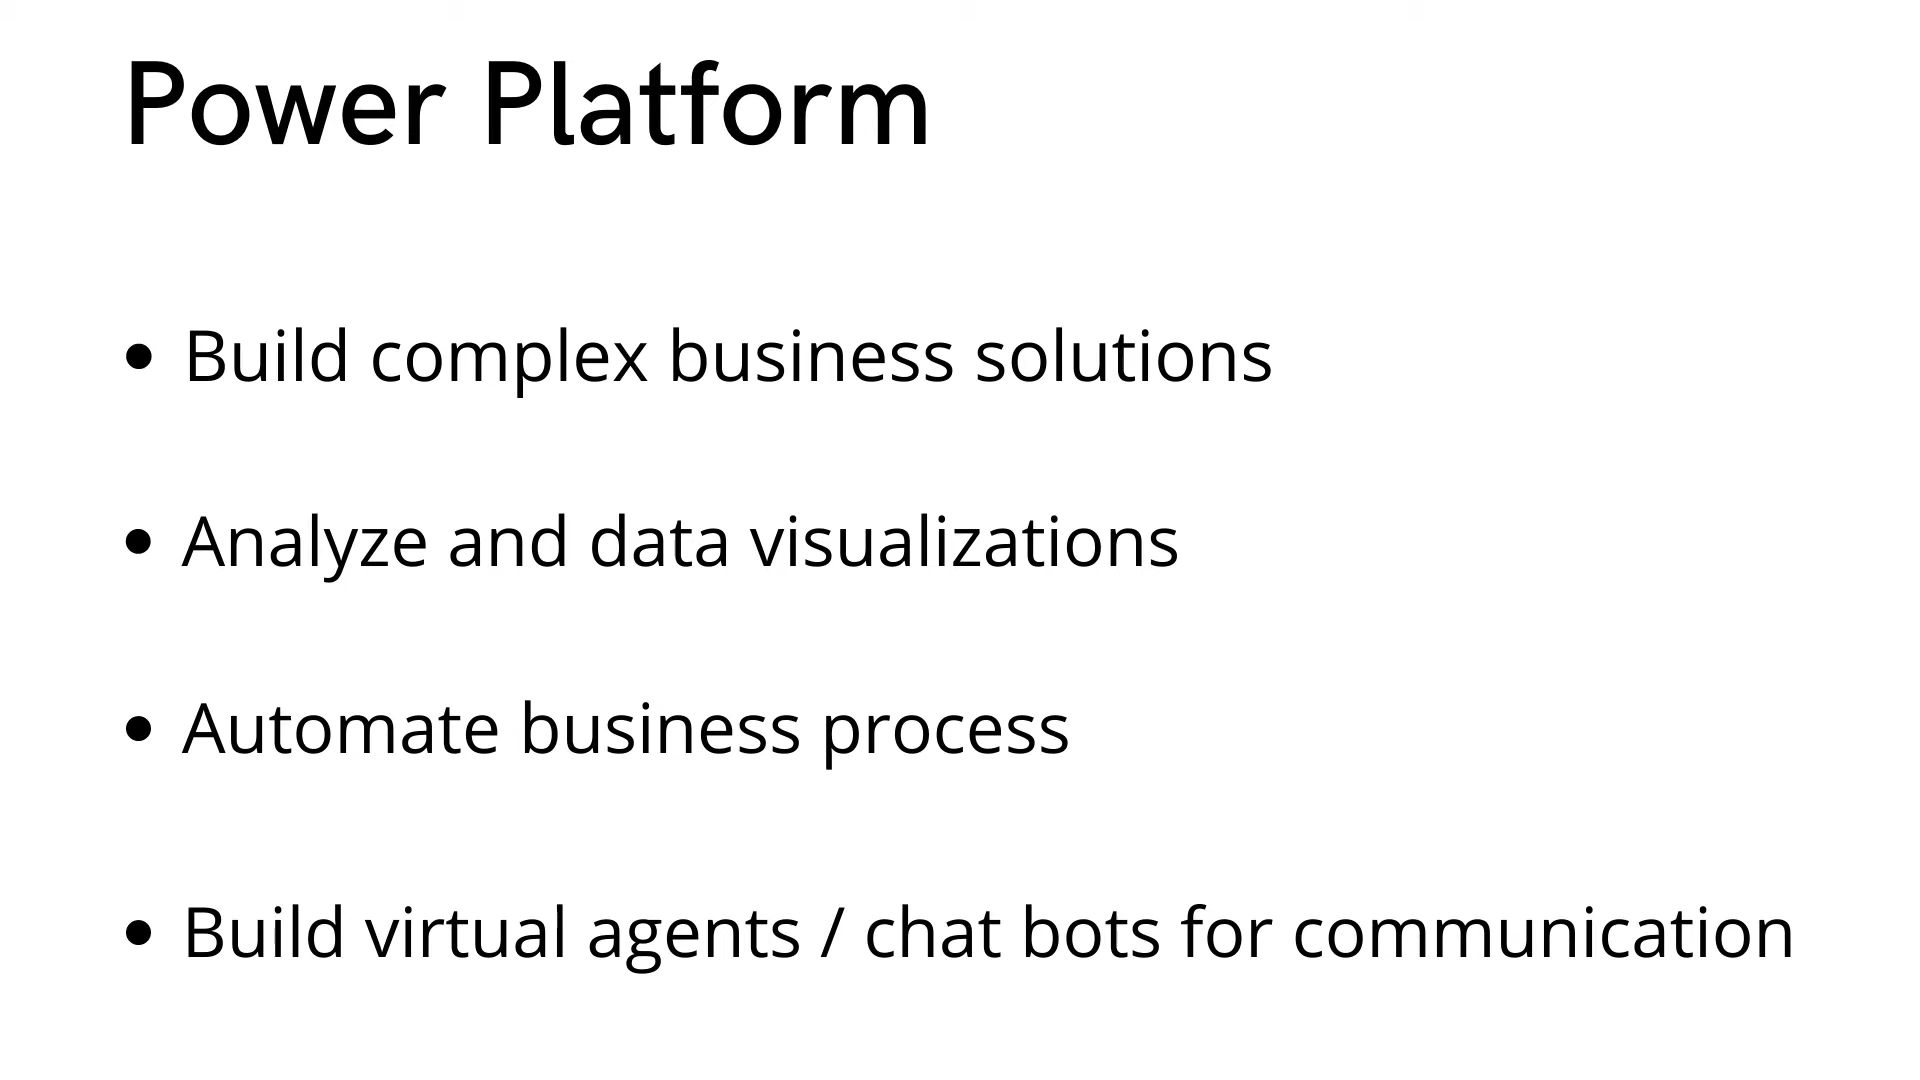 Power Platform
• Build complex business solutions
• Analyze and data visualizations
• Automate business process
• Build virtual agents / chat bots for communication